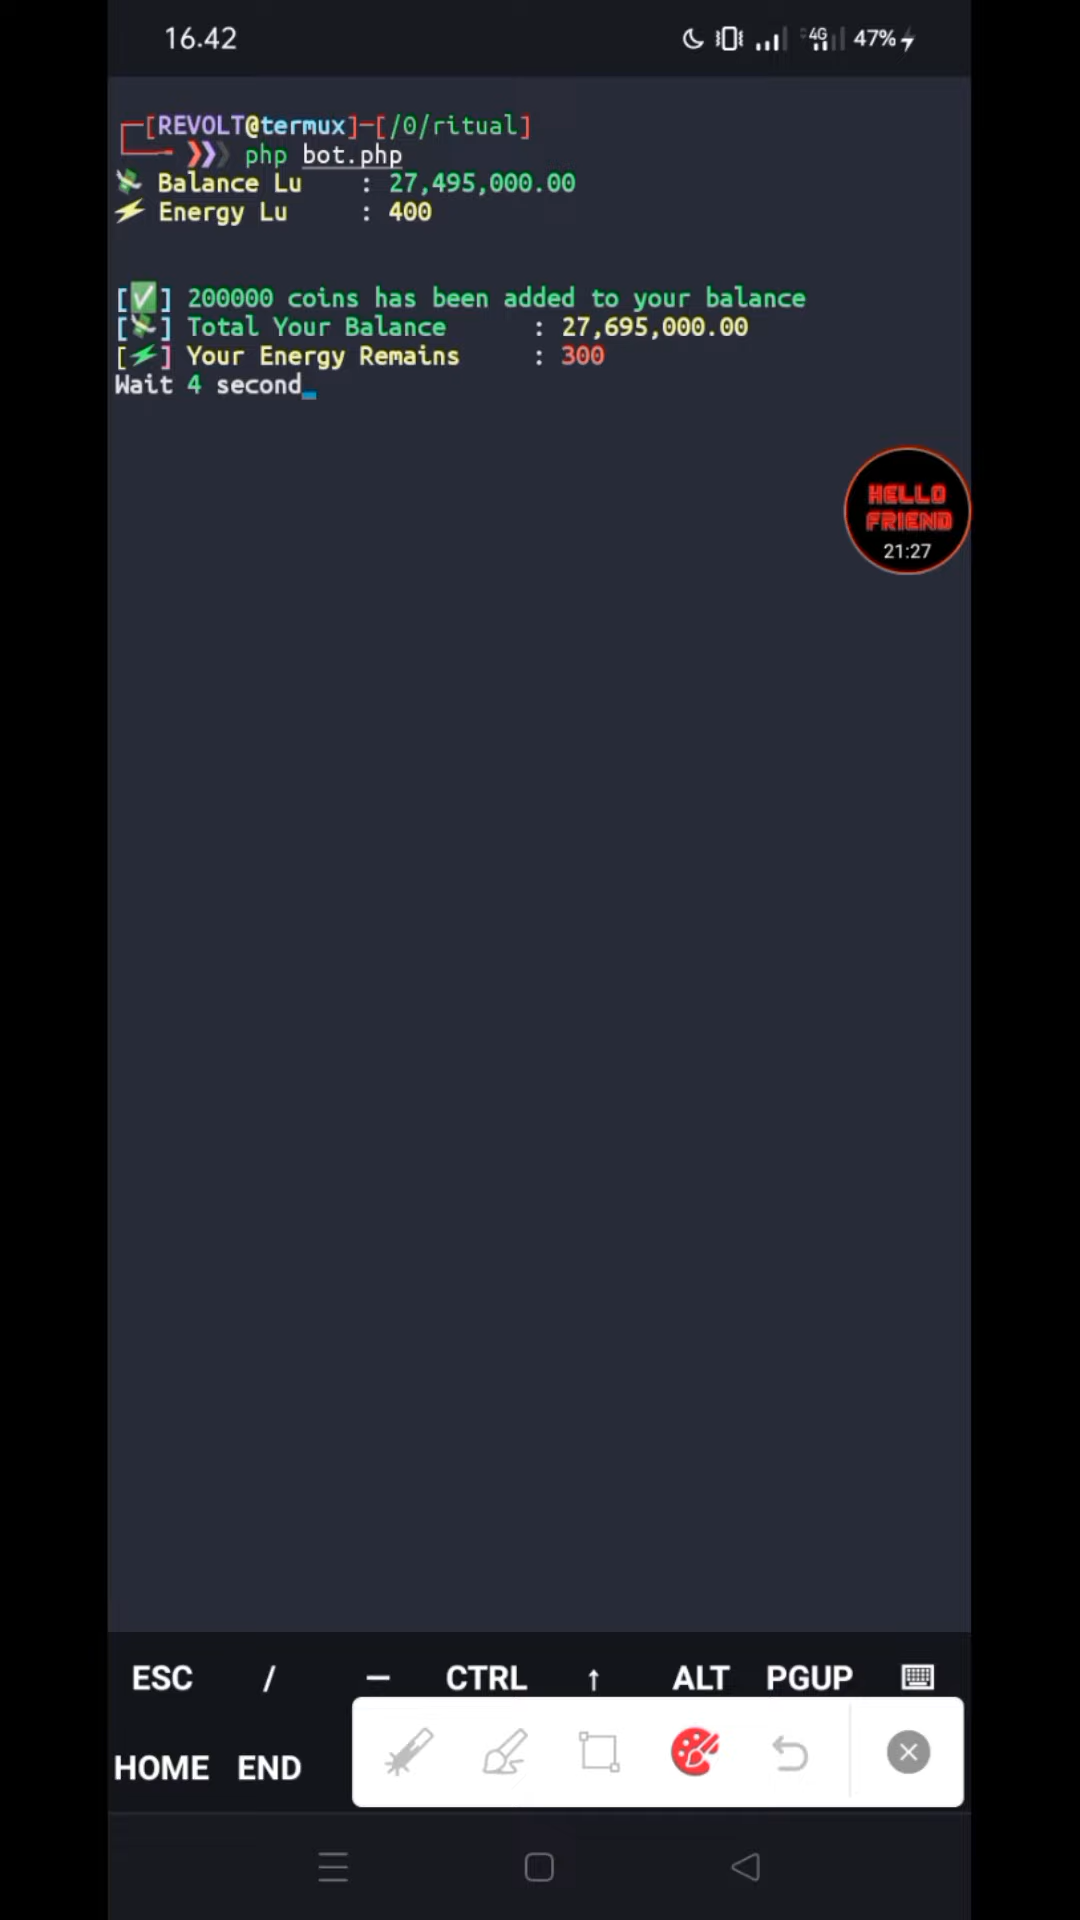 16.42
4G 47%
[REVOLT@termux]-[/0/ritual]
php bot.php
Balance Lu : 27,495,000.00
Energy Lu : 400
[✅] 200000 coins has been added to your balance
[💸] Total Your Balance : 27,695,000.00
[⚡] Your Energy Remains : 300
Wait 4 second
HELLO
FRIEND
21:27
ESC / — CTRL ↑ ALT PGUP
HOME END